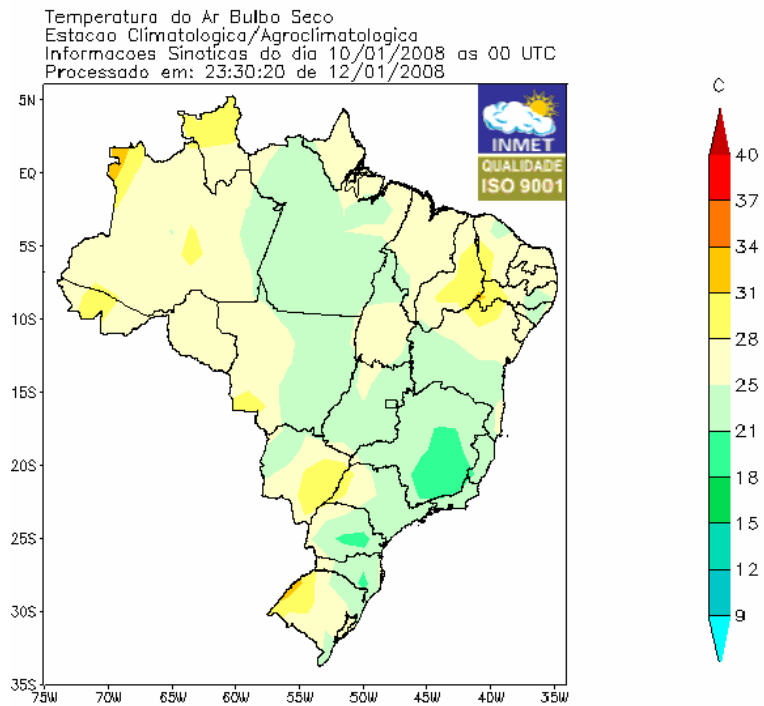 Temperatura do Ar Bulbo Seco
Estacao Climatologica/Agroclimatologica
Informacoes Sinoticas do dia 10/01/2008 as 00 UTC
Processado em: 23:30:20 de 12/01/2008
INMET
QUALIDADE
ISO 9001
5N
EQ
5S
10S
15S
20S
25S
30S
35S
75W 70W 65W 60W 55W 50W 45W 40W 35W
C
40
37
34
31
28
25
21
18
15
12
9